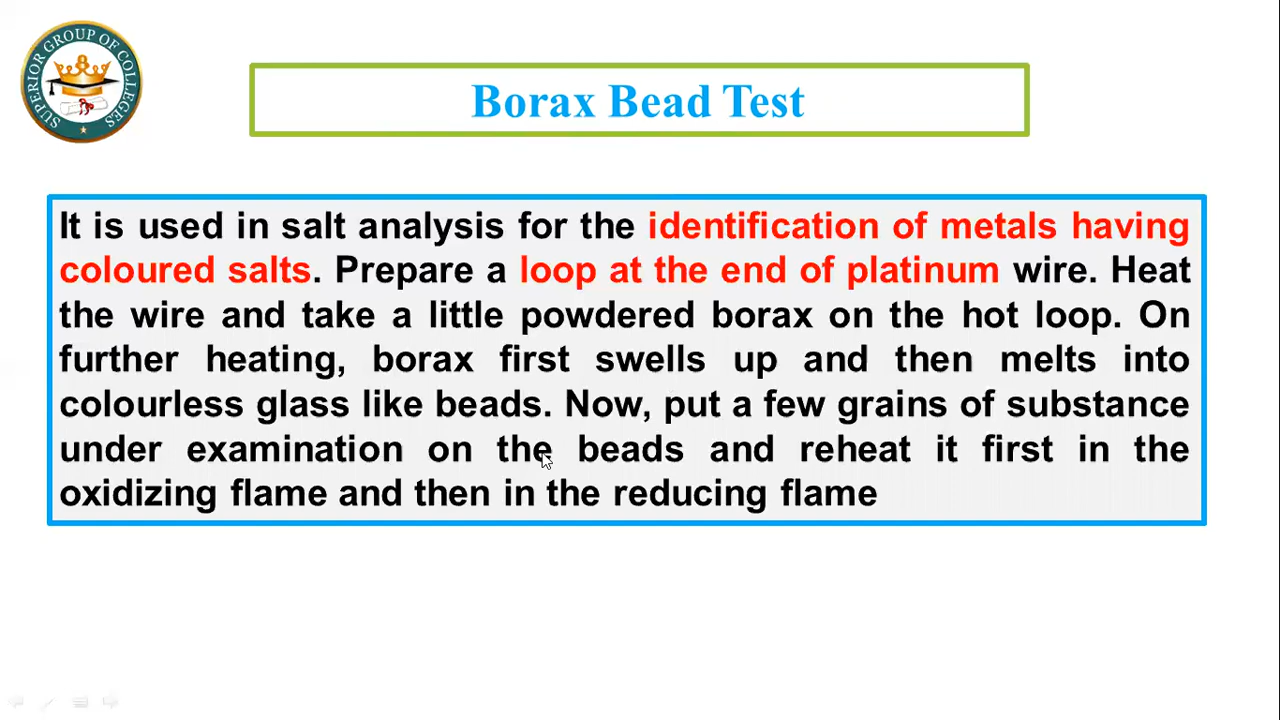 SUPERIOR GROUP OF COLLEGES
Borax Bead Test
It is used in salt analysis for the identification of metals having
coloured salts. Prepare a loop at the end of platinum wire. Heat
the wire and take a little powdered borax on the hot loop. On
further heating, borax first swells up and then melts into
colourless glass like beads. Now, put a few grains of substance
under examination on the beads and reheat it first in the
oxidizing flame and then in the reducing flame